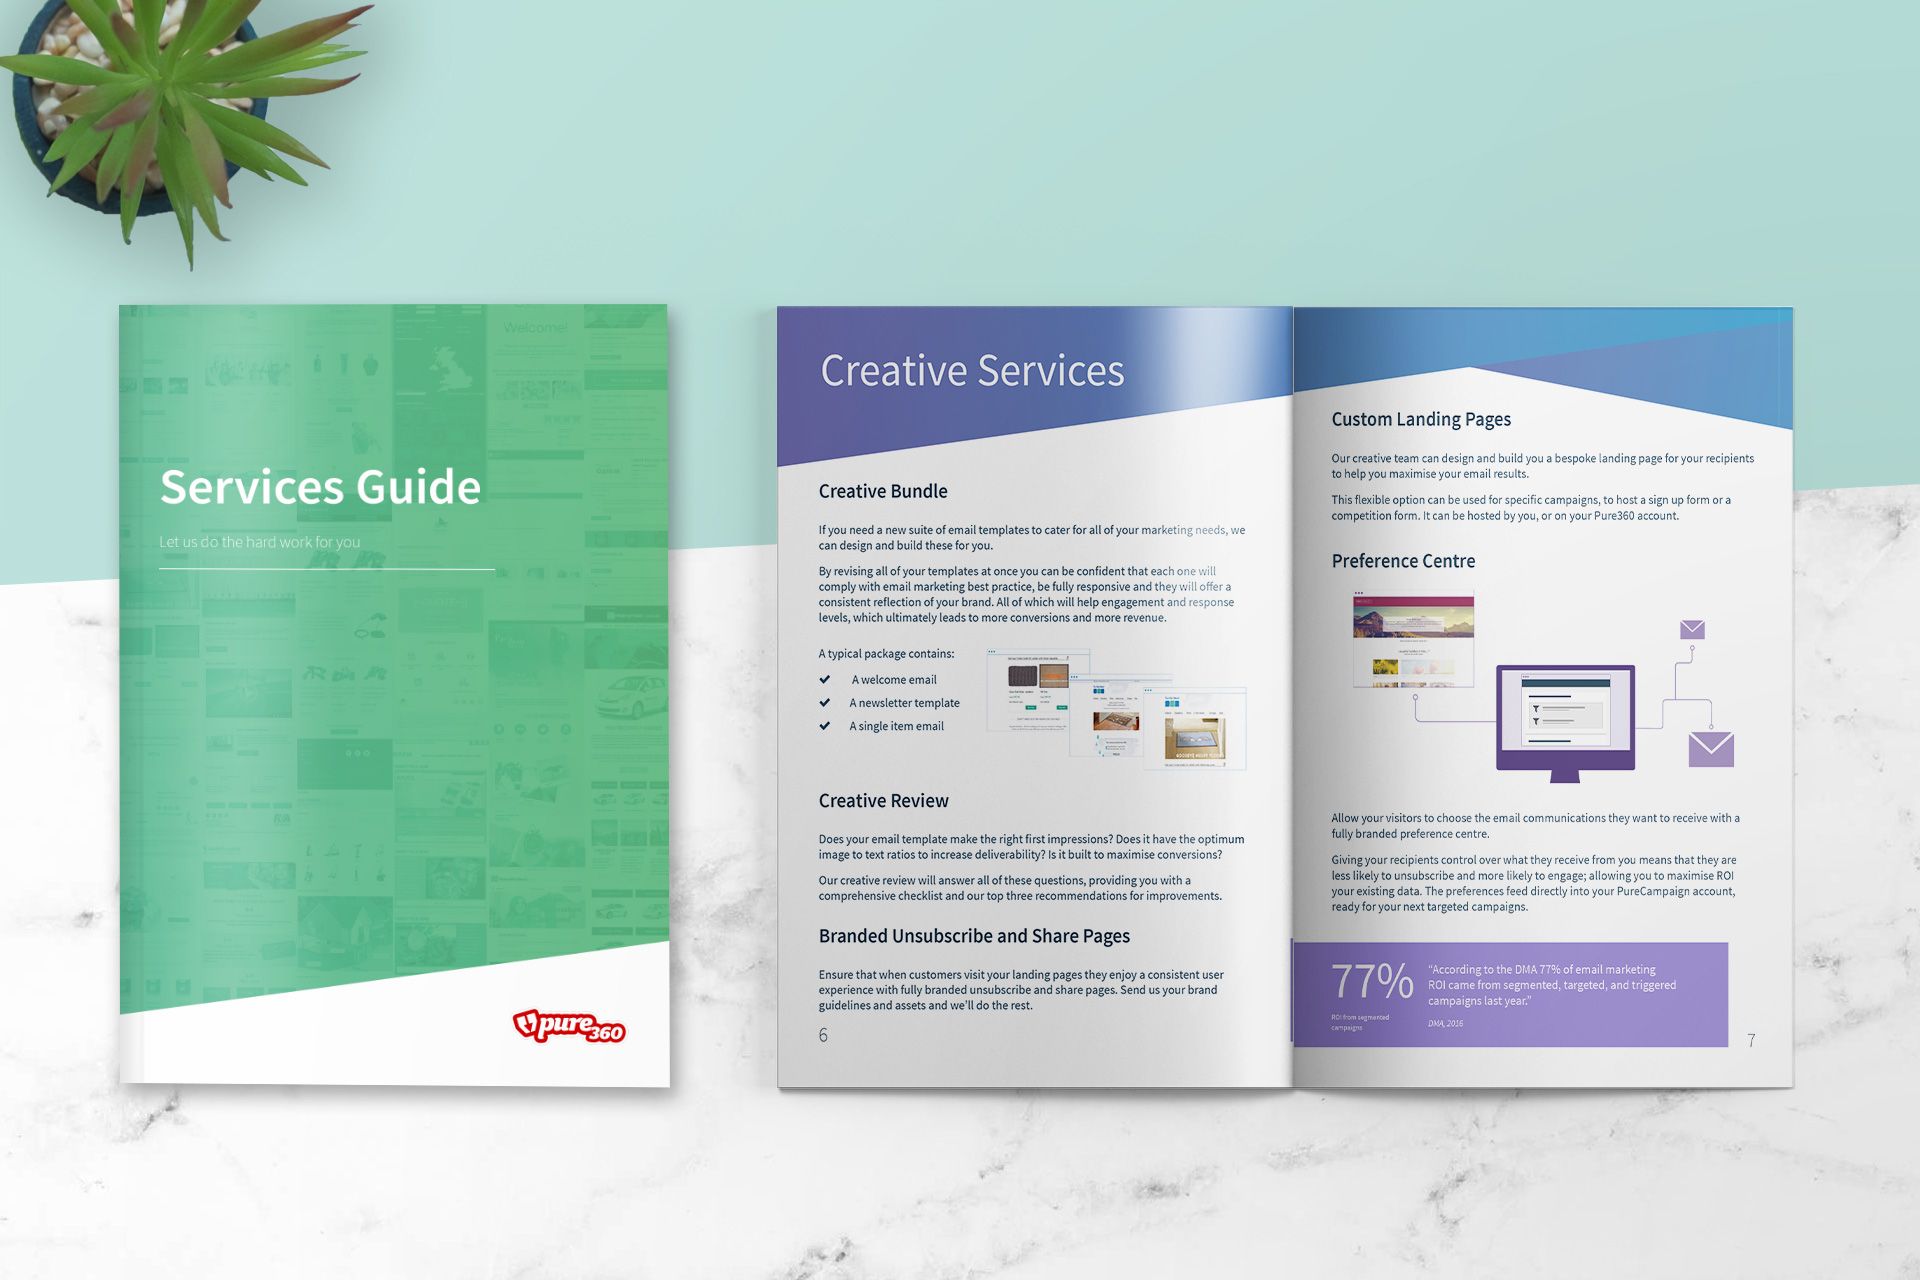 Welcome!
Services Guide
Let us do the hard work for you
pure360
Creative Services
Creative Bundle
If you need a new suite of email templates to cater for all of your marketing needs, we
can design and build these for you.
By revising all of your templates at once you can be confident that each one will
comply with email marketing best practice, be fully responsive and they will offer a
consistent reflection of your brand. All of which will help engagement and response
levels, which ultimately leads to more conversions and more revenue.
A typical package contains:
A welcome email
A newsletter template
A single item email
Creative Review
Does your email template make the right first impressions? Does it have the optimum
image to text ratios to increase deliverability? Is it built to maximise conversions?
Our creative review will answer all of these questions, providing you with a
comprehensive checklist and our top three recommendations for improvements.
Branded Unsubscribe and Share Pages
Ensure that when customers visit your landing pages they enjoy a consistent user
experience with fully branded unsubscribe and share pages. Send us your brand
guidelines and assets and we'll do the rest.
6
Custom Landing Pages
Our creative team can design and build you a bespoke landing page for your recipients
to help you maximise your email results.
This flexible option can be used for specific campaigns, to host a sign up form or a
competition form. It can be hosted by you, or on your Pure360 account.
Preference Centre
Allow your visitors to choose the email communications they want to receive with a
fully branded preference centre.
Giving your recipients control over what they receive from you means that they are
less likely to unsubscribe and more likely to engage; allowing you to maximise ROI
your existing data. The preferences feed directly into your PureCampaign account,
ready for your next targeted campaigns.
77%
ROI from segmented
campaigns
"According to the DMA 77% of email marketing
ROI came from segmented, targeted, and triggered
campaigns last year."
DMA, 2016
7